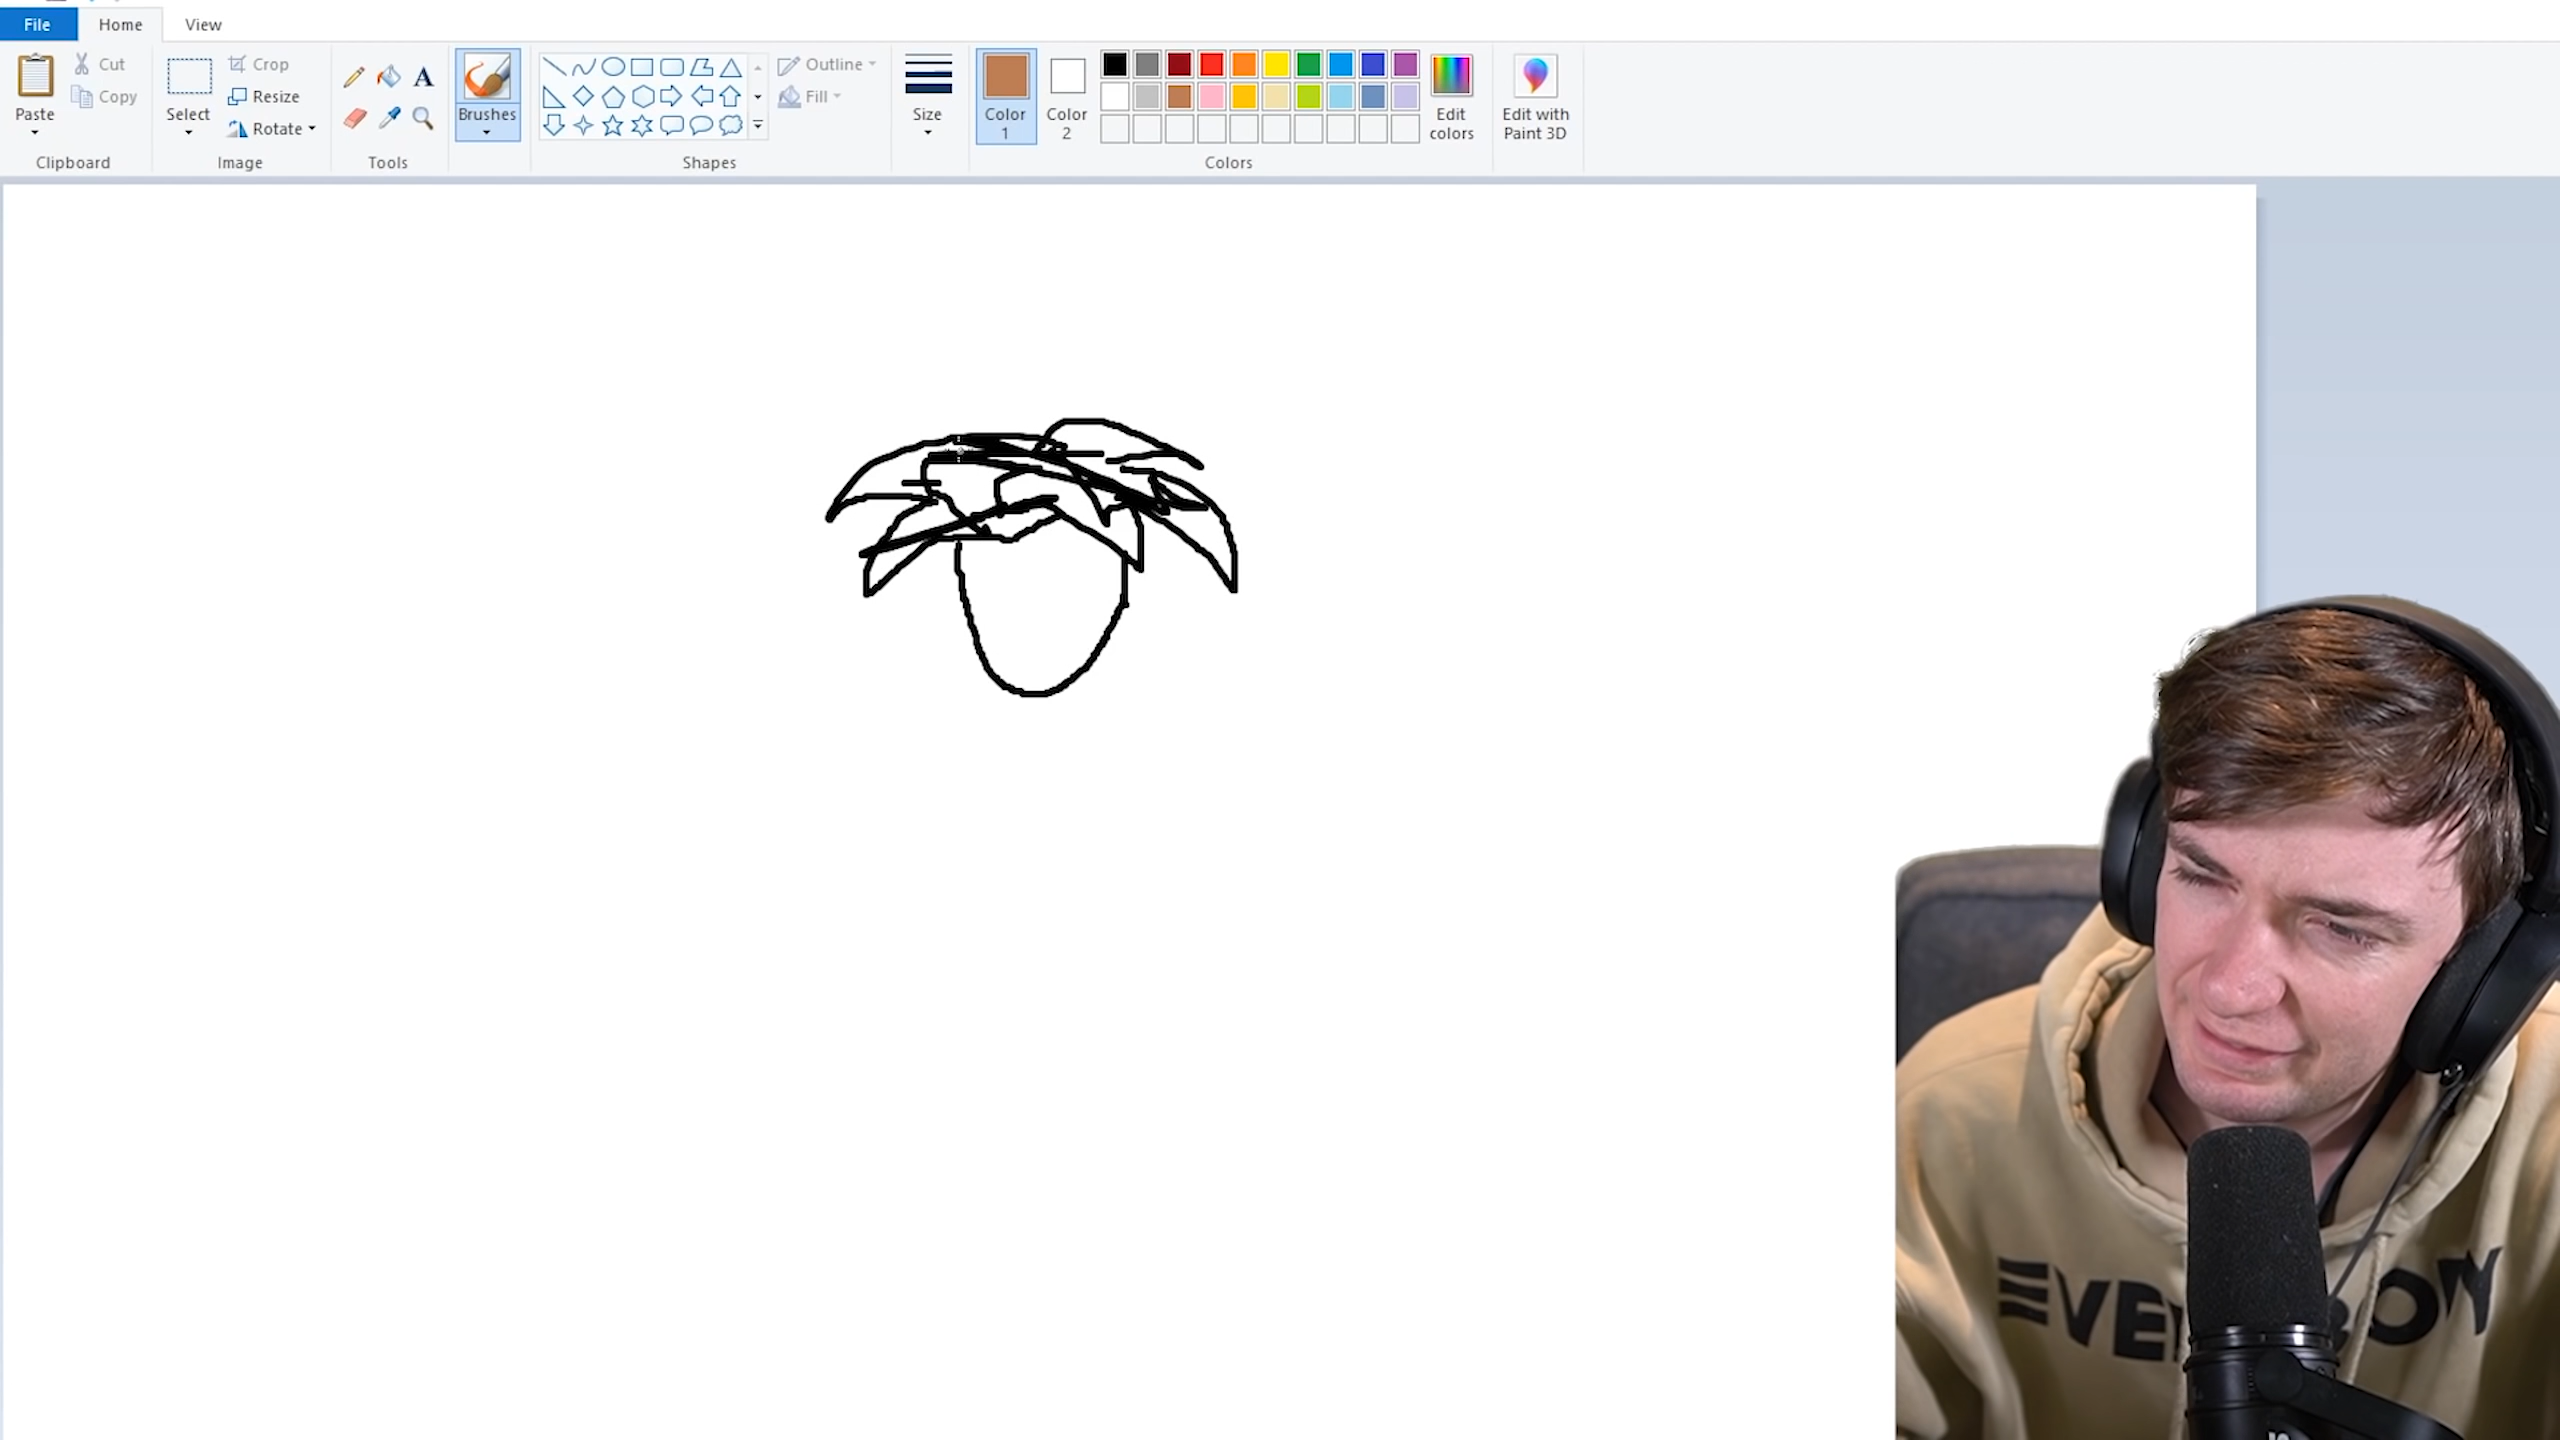 File Home View
Paste
Cut
Copy
Clipboard
Select
Crop
Resize
Rotate
Image
A
Tools
Brushes
Shapes
Outline
Fill
Size
Color 1
Color 2
Colors
Edit colors
Edit with Paint 3D